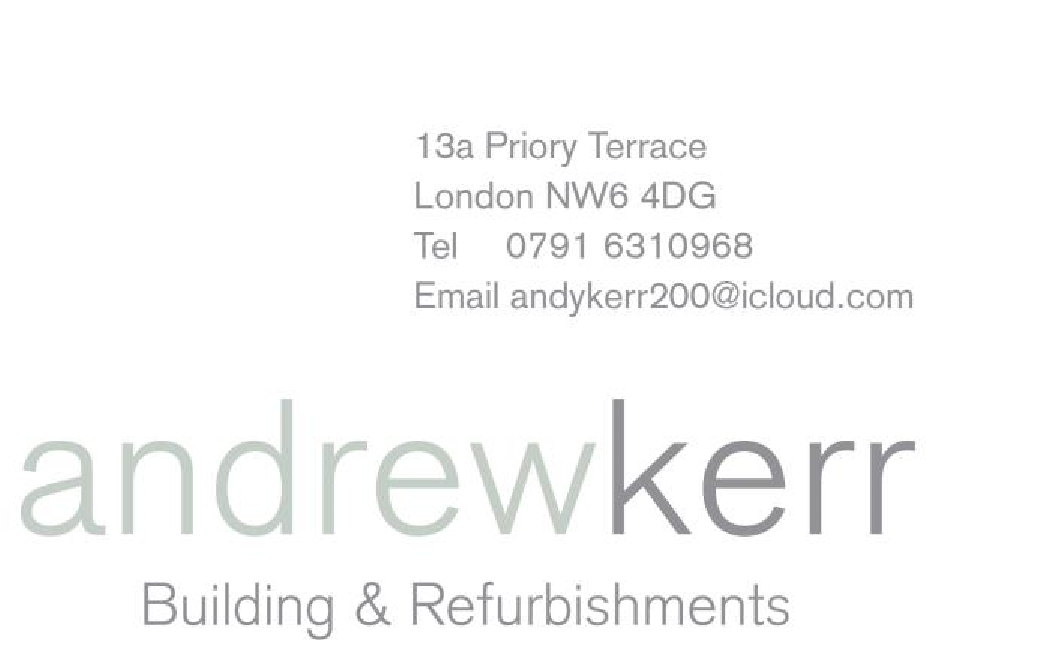 13a Priory Terrace
London NW6 4DG
Tel 0791 6310968
Email andykerr200@icloud.com
andrewkerr
Building & Refurbishments